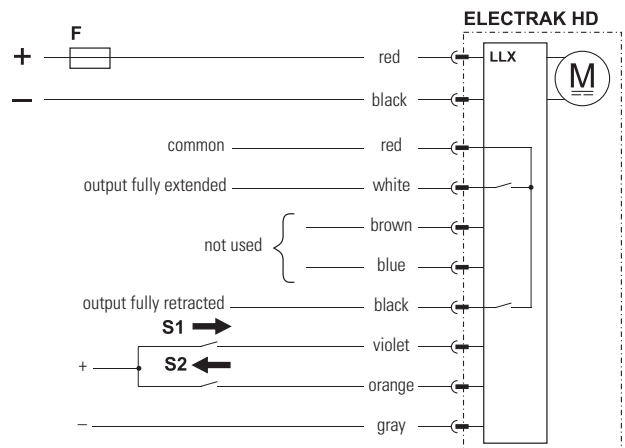 ELECTRAK HD
F
+ red LLX
M
− black
common red
output fully extended white
brown
not used
blue
output fully retracted black
S1
violet
+ S2
orange
− gray